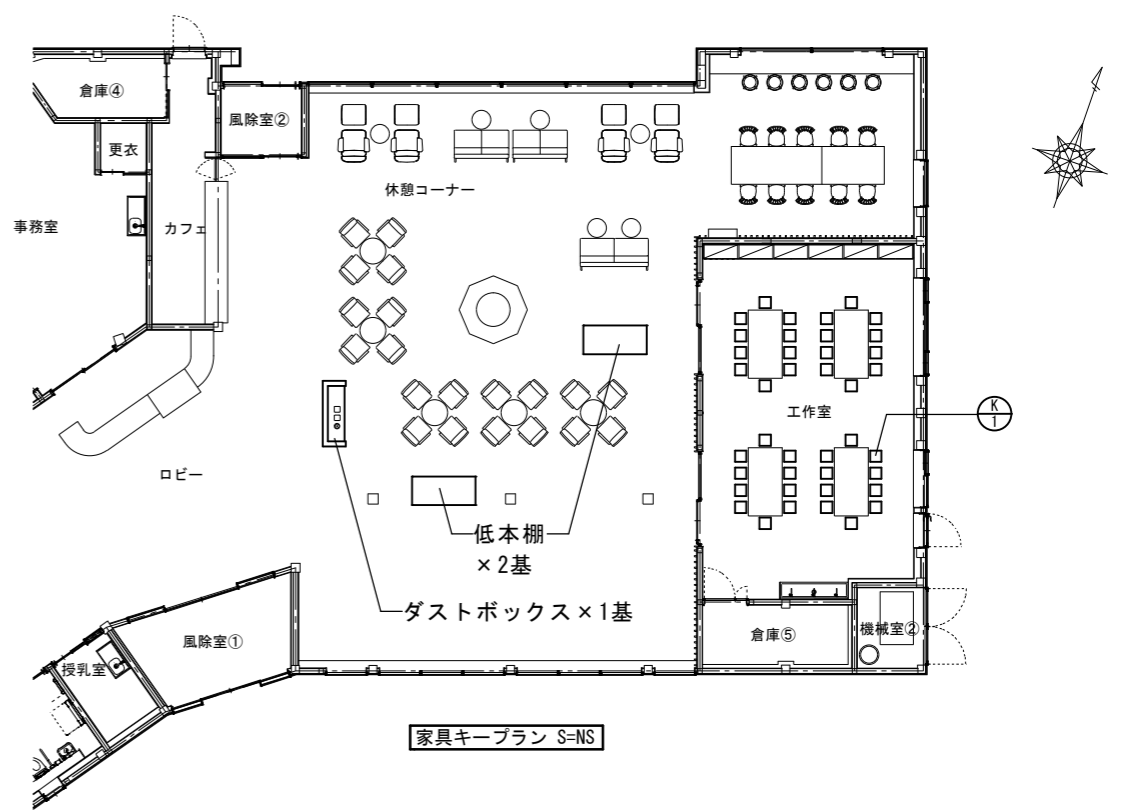 倉庫④
風除室②
更衣
休憩コーナー
事務室
カフェ
工作室
K
1
ロビー
低本棚
×2基
ダストボックス×1基
風除室①
倉庫⑤
機械室②
授乳室
家具キープラン S=NS